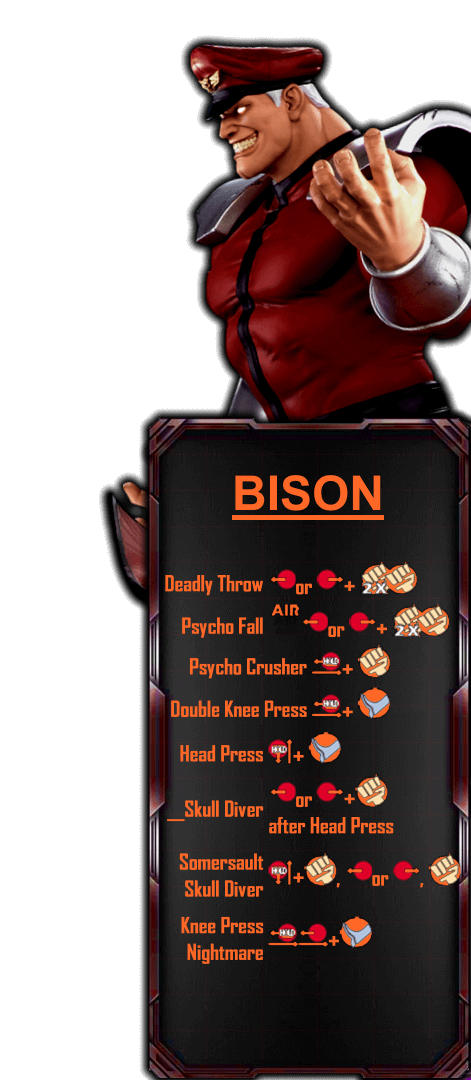 BISON
Deadly Throw or + 2X
AIR
Psycho Fall or + 2X
Psycho Crusher HOLD +
Double Knee Press HOLD +
Head Press HOLD +
__Skull Diver or +
after Head Press
Somersault
Skull Diver HOLD + , or ,
Knee Press
Nightmare HOLD +